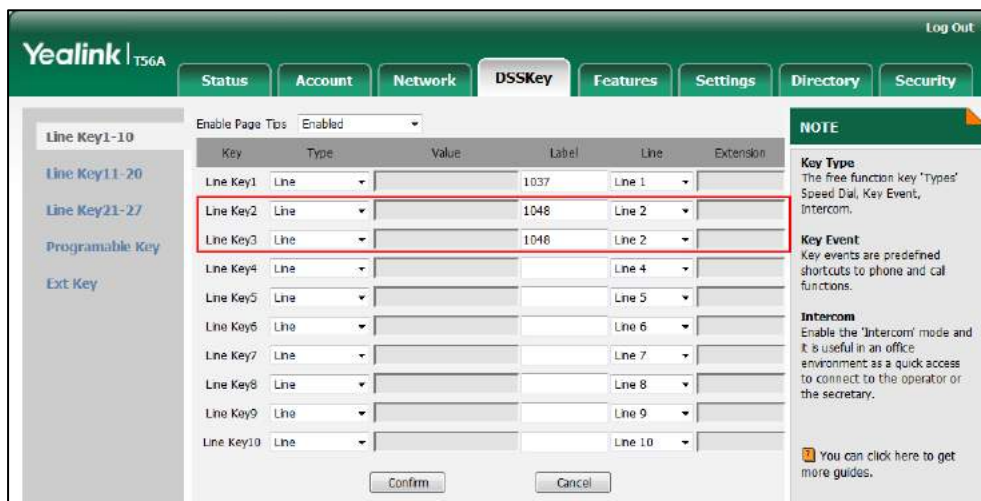 Log Out
Yealink | T56A
Status Account Network DSSKey Features Settings Directory Security
Line Key1-10
Line Key11-20
Line Key21-27
Programable Key
Ext Key
Enable Page Tips Enabled
Key Type Value Label Line Extension
Line Key1 Line 1037 Line 1
Line Key2 Line 1048 Line 2
Line Key3 Line 1048 Line 2
Line Key4 Line Line 4
Line Key5 Line Line 5
Line Key6 Line Line 6
Line Key7 Line Line 7
Line Key8 Line Line 8
Line Key9 Line Line 9
Line Key10 Line Line 10
Confirm Cancel
NOTE
Key Type
The free function key 'Types'
Speed Dial, Key Event,
Intercom.
Key Event
Key events are predefined
shortcuts to phone and cal
functions.
Intercom
Enable the 'Intercom' mode and
it is useful in an office
environment as a quick access
to connect to the operator or
the secretary.
You can click here to get
more guides.